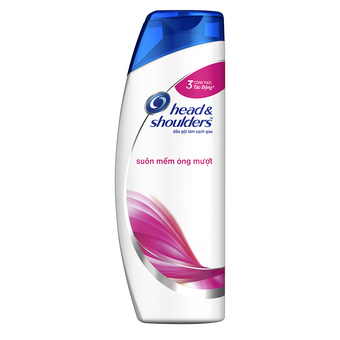 3 CÔNG THỨC
Tác Động*
head &
shoulders
dầu gội làm sạch gàu
suôn mềm óng mượt